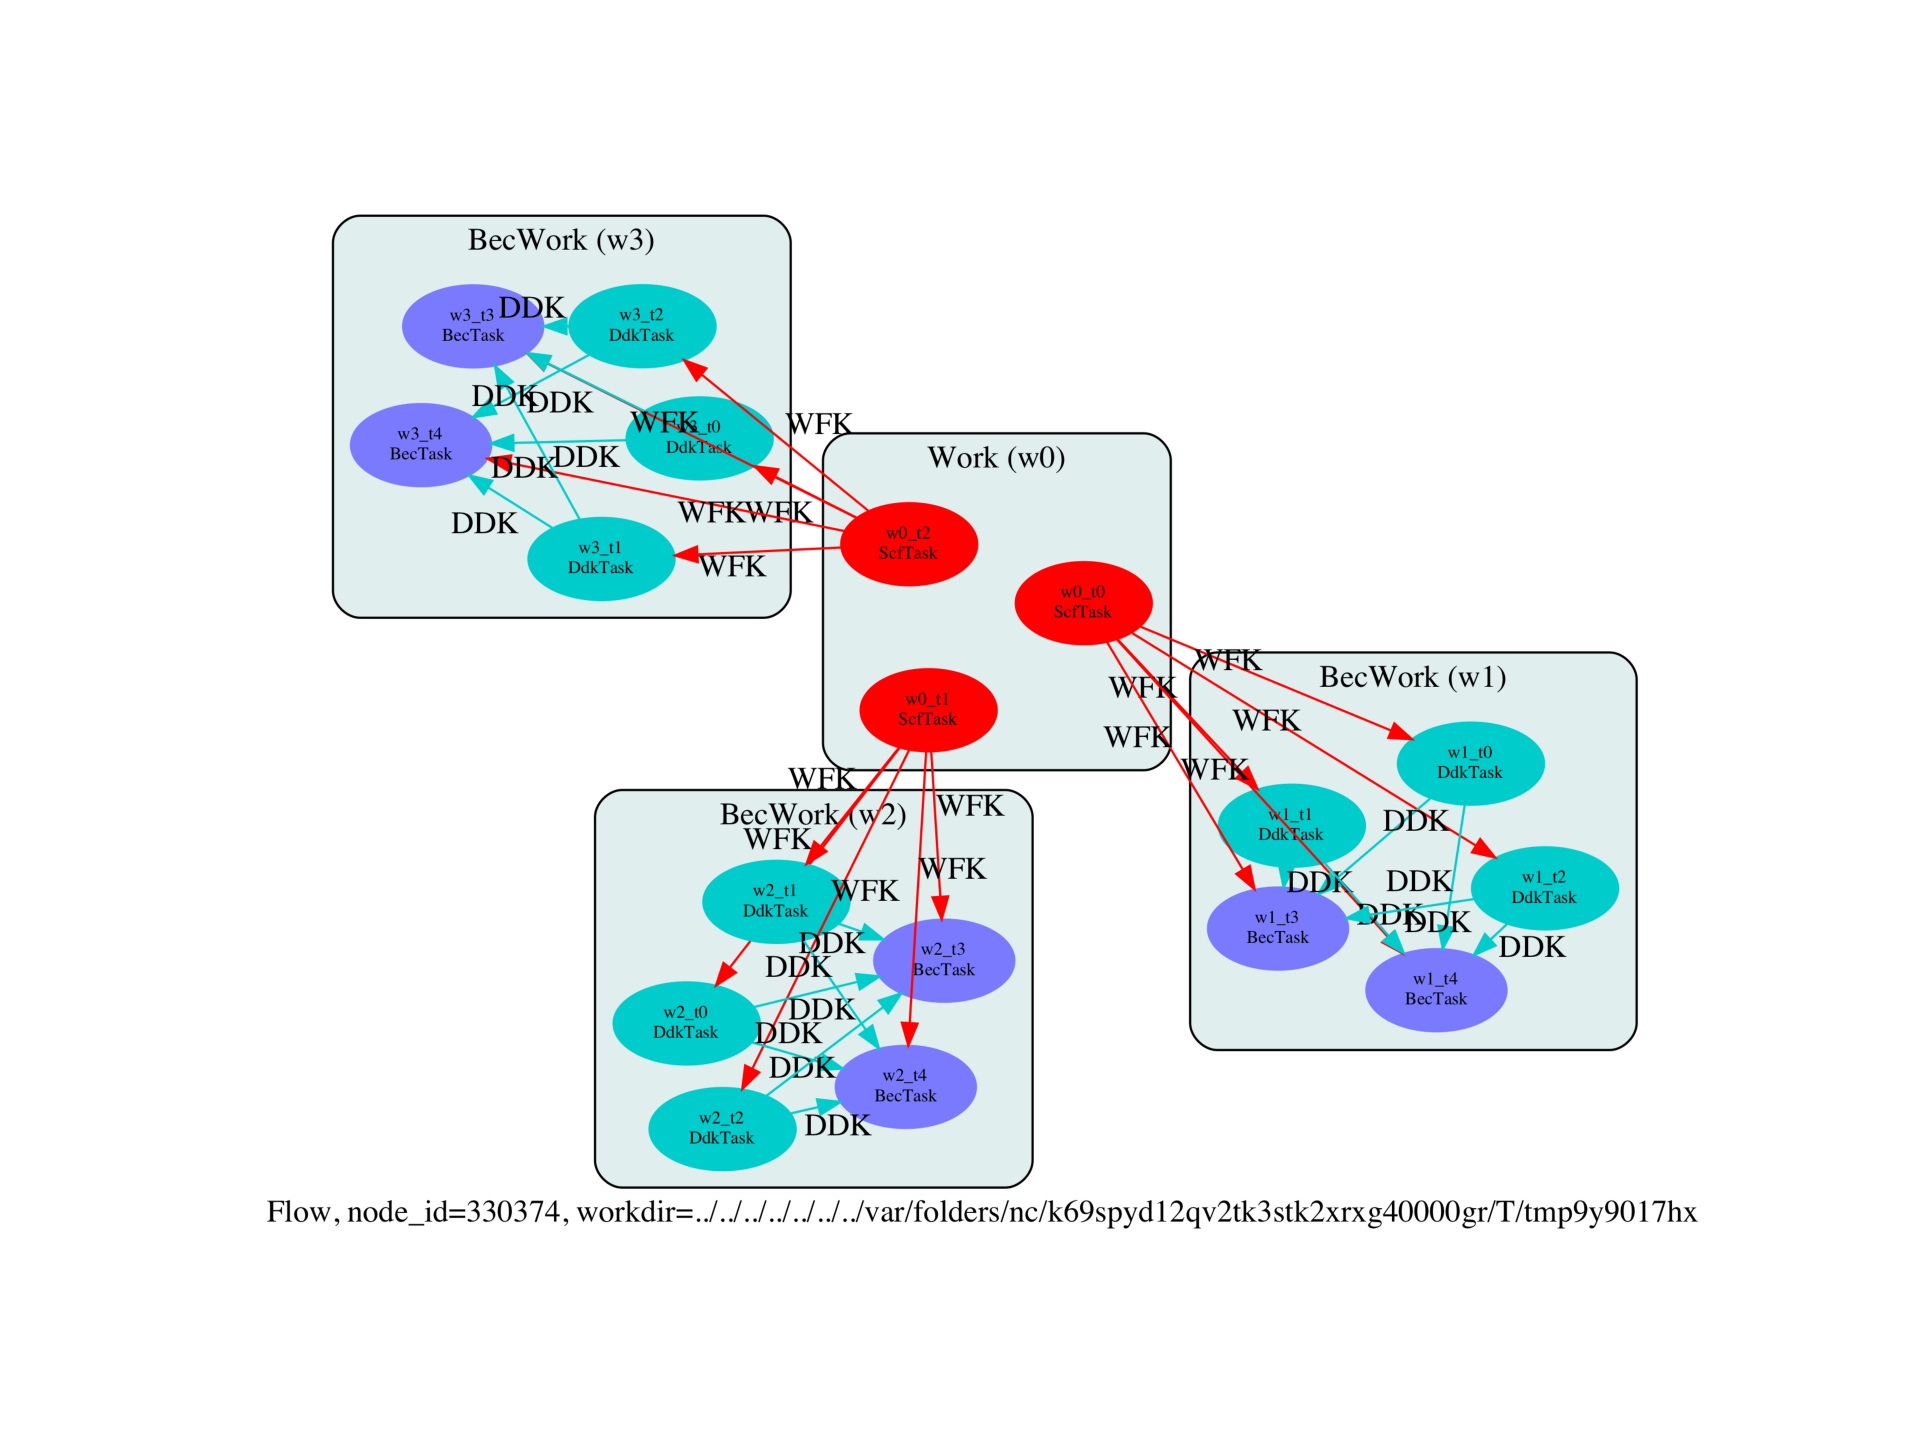 BecWork (w3)
w3_t3
BecTask
DDK
w3_t2
DdkTask
DDK
DDK
w3_t4
BecTask
WFK
w3_t0
DdkTask
DDK
DDK
DDK
w3_t1
DdkTask
WFK
WFK
WFK
WFK
Work (w0)
w0_t2
ScfTask
w0_t0
ScfTask
w0_t1
ScfTask
WFK
WFK
WFK
WFK
WFK
BecWork (w1)
w1_t0
DdkTask
w1_t1
DdkTask
DDK
DDK
DDK
w1_t2
DdkTask
w1_t3
BecTask
DDK
DDK
DDK
w1_t4
BecTask
WFK
WFK
BecWork (w2)
WFK
WFK
WFK
w2_t1
DdkTask
DDK
w2_t3
BecTask
DDK
w2_t0
DdkTask
DDK
DDK
DDK
w2_t4
BecTask
w2_t2
DdkTask
DDK
Flow, node_id=330374, workdir=../../../../../../../var/folders/nc/k69spyd12qv2tk3stk2xrxg40000gr/T/tmp9y9017hx